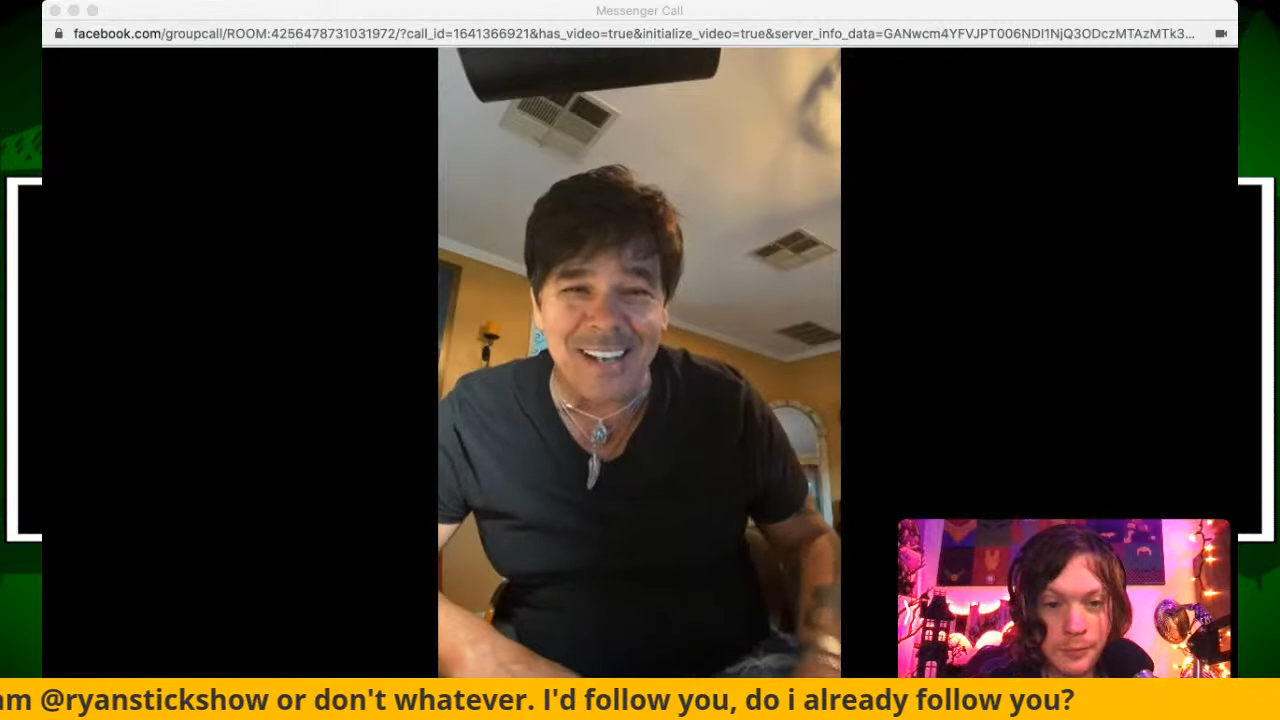 Messenger Call
facebook.com/groupcall/ROOM:4256478731031972/?call_id=1641366921&has_video=true&initialize_video=true&server_info_data=GANwcm4YFVJPT006NDI1NjQ3ODczMTAzMTk3...
am @ryanstickshow or don't whatever. I'd follow you, do i already follow you?